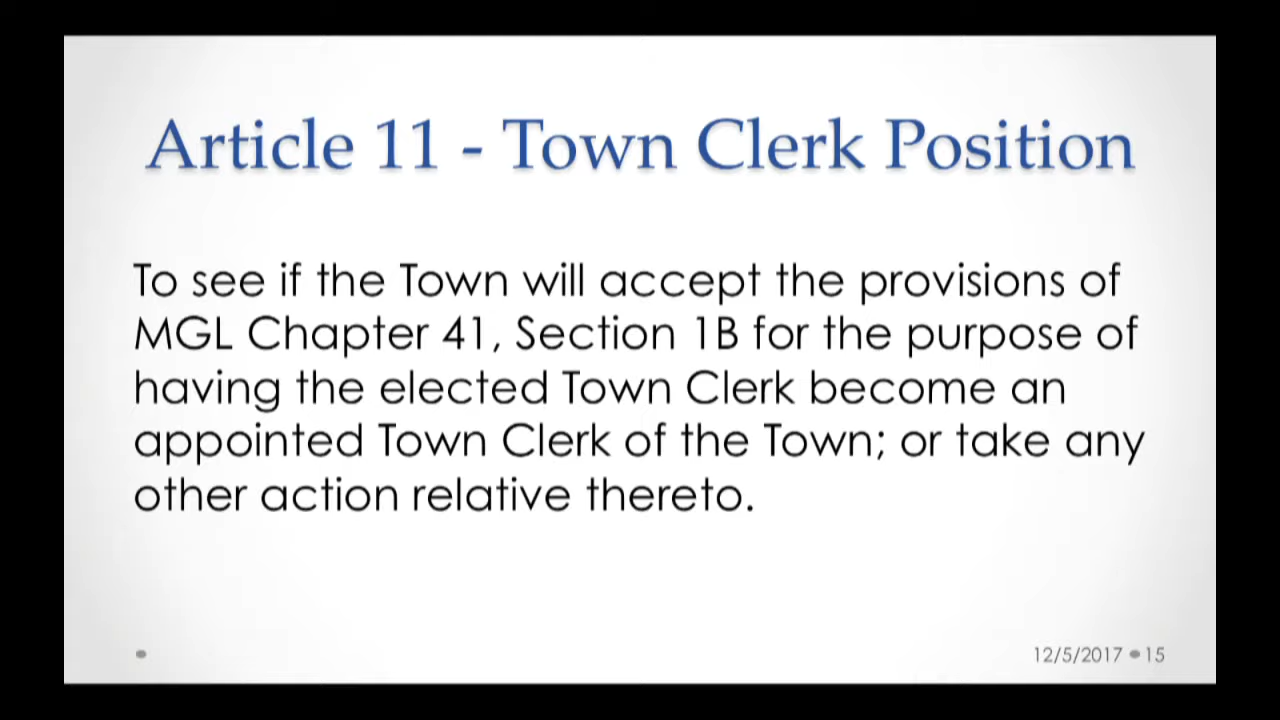 Article 11 - Town Clerk Position
To see if the Town will accept the provisions of
MGL Chapter 41, Section 1B for the purpose of
having the elected Town Clerk become an
appointed Town Clerk of the Town; or take any
other action relative thereto.
12/5/2017 • 15